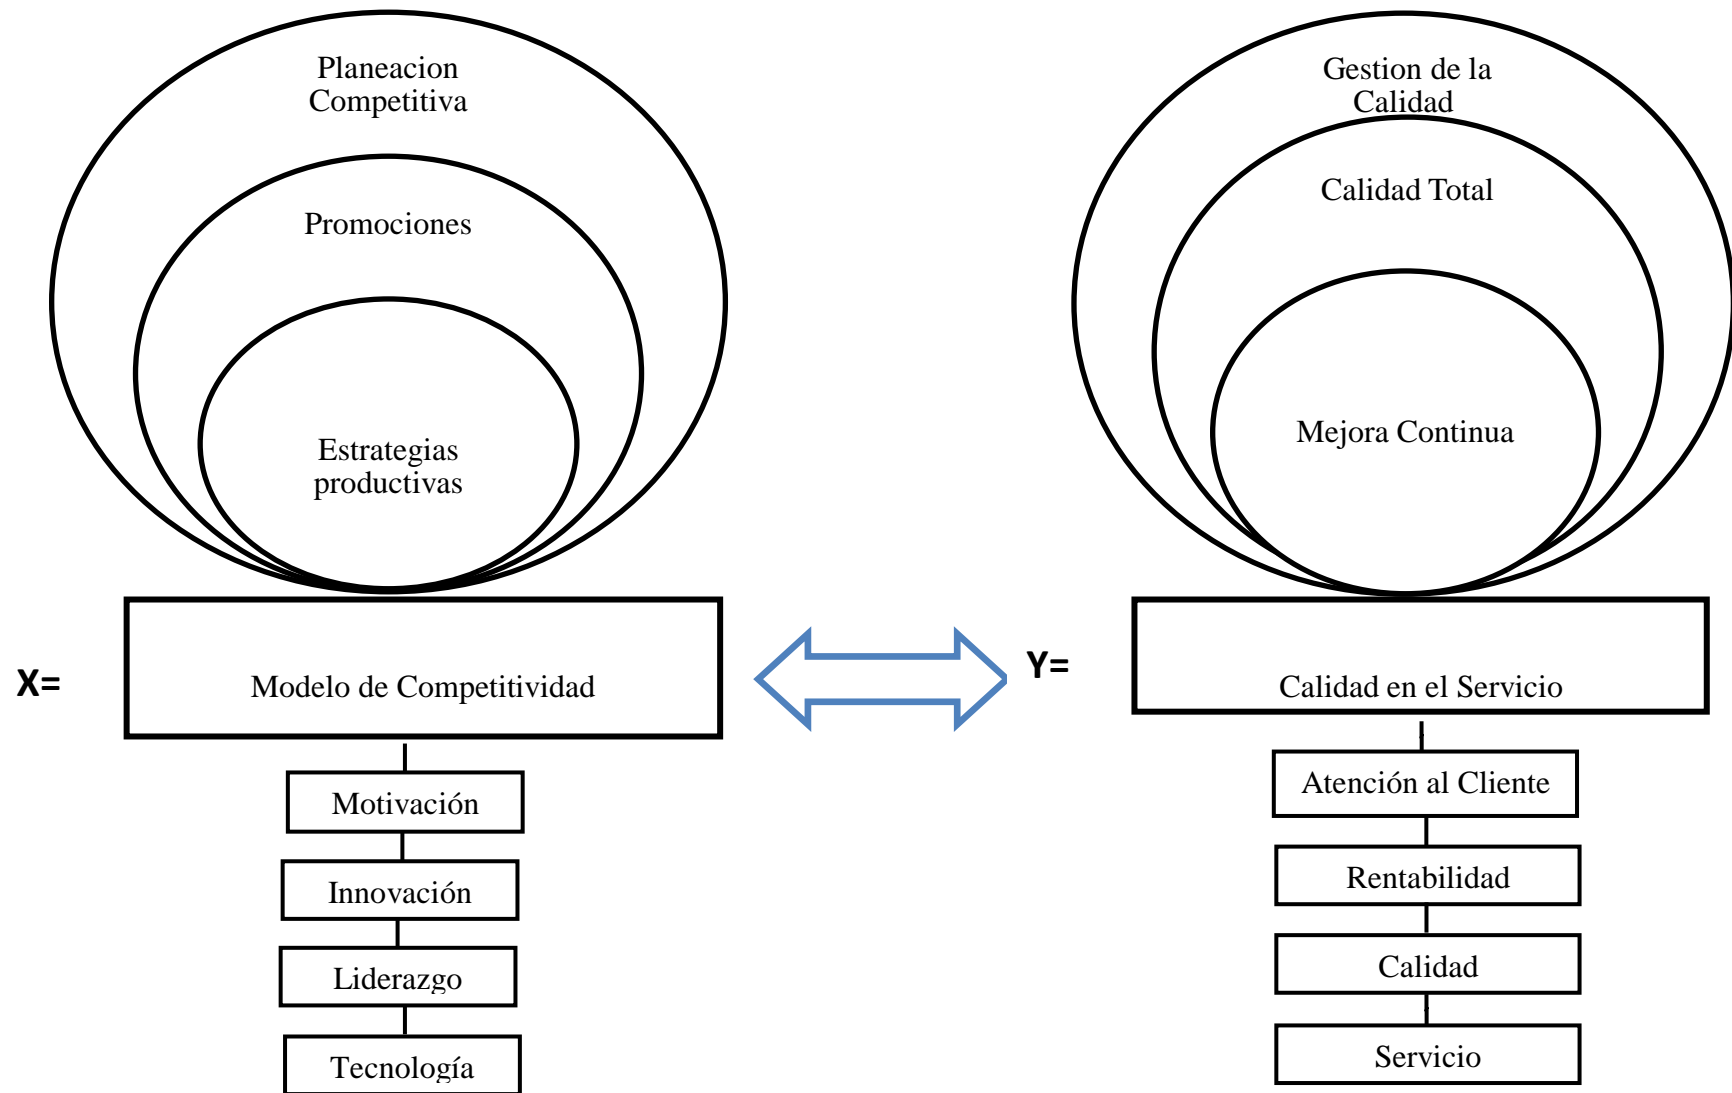 Planeacion
Competitiva
Promociones
Estrategias
productivas
X=
Modelo de Competitividad
Motivación
Innovación
Liderazgo
Tecnología
Gestion de la
Calidad
Calidad Total
Mejora Continua
Y=
Calidad en el Servicio
Atención al Cliente
Rentabilidad
Calidad
Servicio